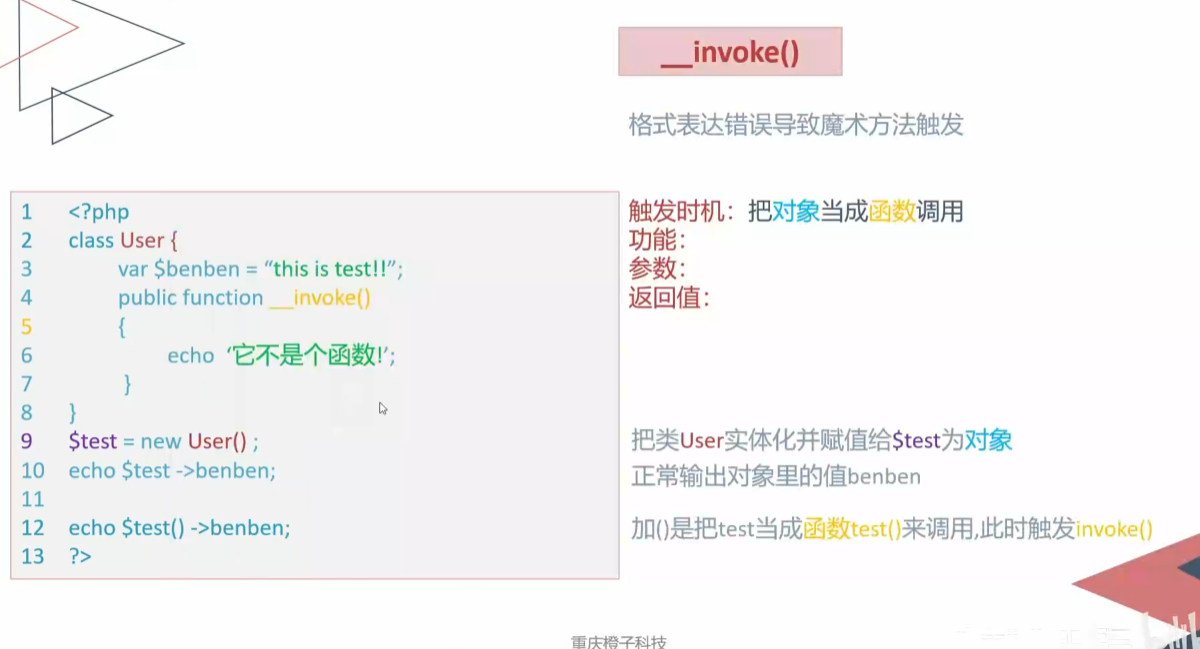 __invoke()
格式表达错误导致魔术方法触发
1 <?php
2 class User {
3 var $benben = “this is test!!”;
4 public function __invoke()
5 {
6 echo ‘它不是个函数!’;
7 }
8 }
9 $test = new User() ;
10 echo $test ->benben;
11
12 echo $test() ->benben;
13 ?>
触发时机：把对象当成函数调用
功能：
参数：
返回值：
把类User实体化并赋值给$test为对象
正常输出对象里的值benben
加()是把test当成函数test()来调用,此时触发invoke()
重庆橙子科技